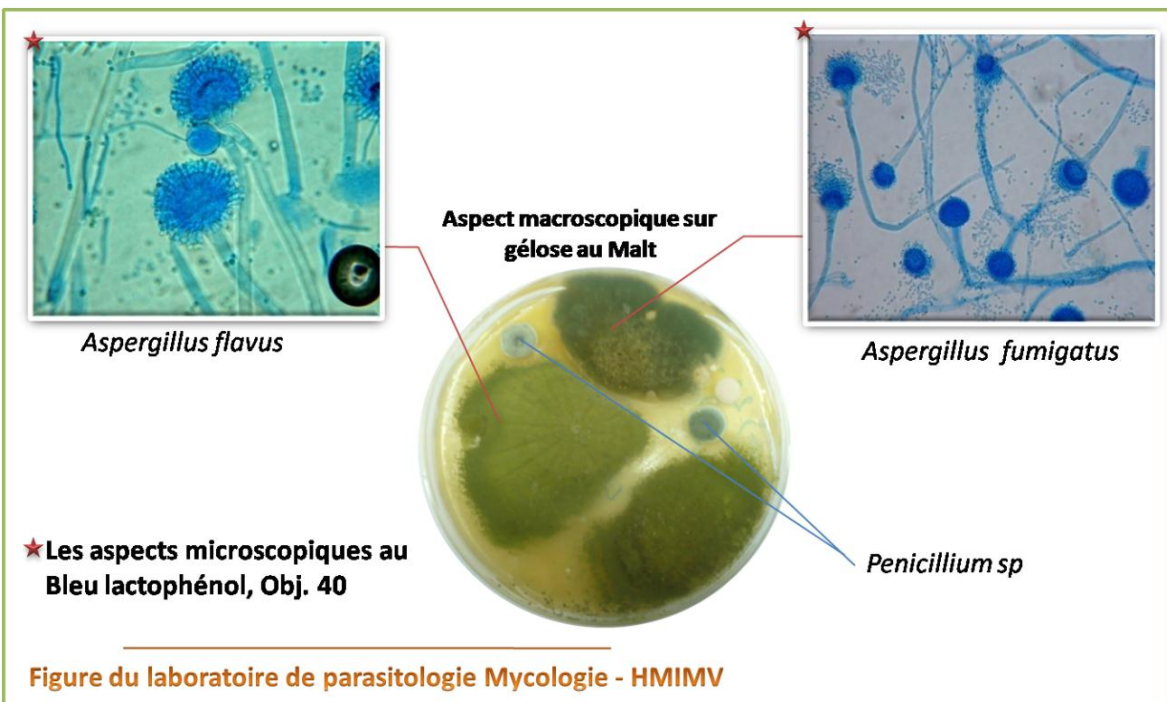 Aspect macroscopique sur
gélose au Malt
Aspergillus flavus
Aspergillus fumigatus
Les aspects microscopiques au
Bleu lactophénol, Obj. 40
Penicillium sp
Figure du laboratoire de parasitologie Mycologie - HMIMV